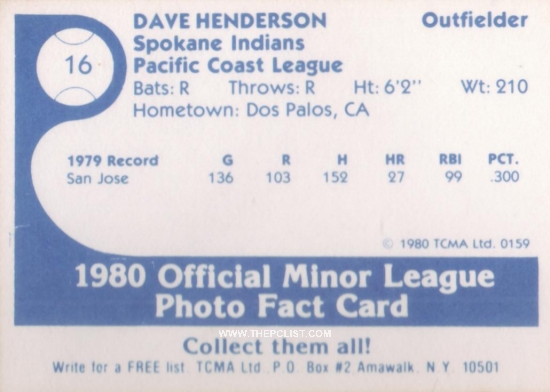 DAVE HENDERSON Outfielder
Spokane Indians
16
Pacific Coast League
Bats: R Throws: R Ht: 6'2" Wt: 210
Hometown: Dos Palos, CA
1979 Record G R H HR RBI PCT.
San Jose 136 103 152 27 99 .300
© 1980 TCMA Ltd. 0159
1980 Official Minor League
Photo Fact Card
WWW.THEPCLIST.COM
Collect them all!
Write for a FREE list. TCMA Ltd. P.O. Box #2 Amawalk, N.Y. 10501